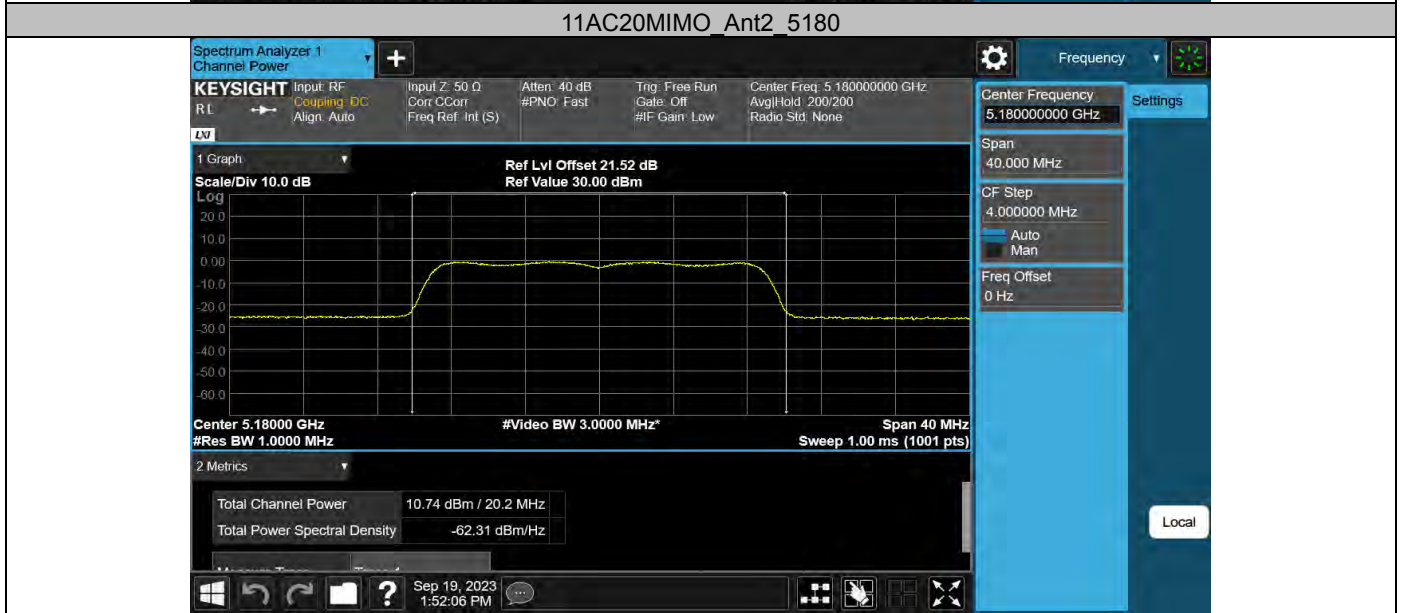 11AC20MIMO_Ant2_5180
Spectrum Analyzer 1
Channel Power
+
Frequency
KEYSIGHT
RL
LXI
Input: RF
Coupling: DC
Align: Auto
Input Z: 50 Ω
Corr CCorr
Freq Ref: Int (S)
Atten: 40 dB
#PNO: Fast
Trig: Free Run
Gate: Off
#IF Gain: Low
Center Freq: 5.180000000 GHz
Avg|Hold: 200/200
Radio Std: None
Center Frequency
5.180000000 GHz
Settings
Span
40.000 MHz
CF Step
4.000000 MHz
Auto
Man
Freq Offset
0 Hz
1 Graph
Scale/Div 10.0 dB
Ref Lvl Offset 21.52 dB
Ref Value 30.00 dBm
Log
20.0
10.0
0.00
-10.0
-20.0
-30.0
-40.0
-50.0
-60.0
Center 5.18000 GHz
#Video BW 3.0000 MHz*
Span 40 MHz
#Res BW 1.0000 MHz
Sweep 1.00 ms (1001 pts)
2 Metrics
Total Channel Power 10.74 dBm / 20.2 MHz
Total Power Spectral Density -62.31 dBm/Hz
Local
?
Sep 19, 2023
1:52:06 PM